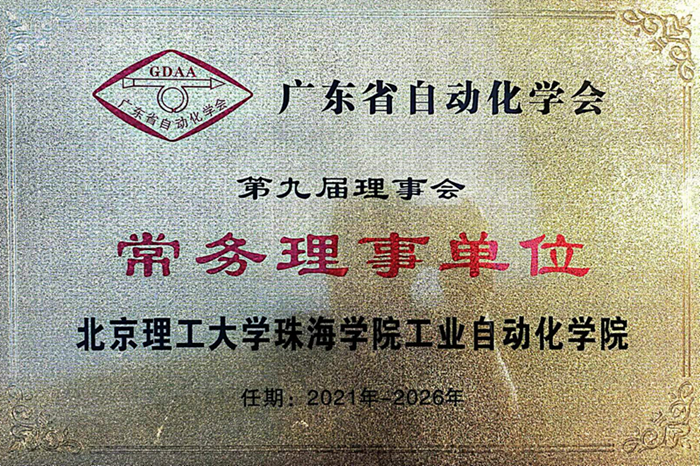 GDAA
广东省自动化学会
广东省自动化学会
第九届理事会
常务理事单位
北京理工大学珠海学院工业自动化学院
任期：2021年-2026年